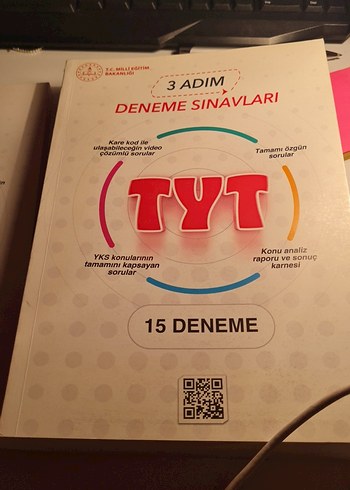 T.C. MİLLÎ EĞİTİM
BAKANLIĞI
3 ADIM
DENEME SINAVLARI
Kare kod ile
ulaşabileceğin video
çözümlü sorular
Tamamı özgün
sorular
TYT
YKS konularının
tamamını kapsayan
sorular
Konu analiz
raporu ve sonuç
karnesi
15 DENEME